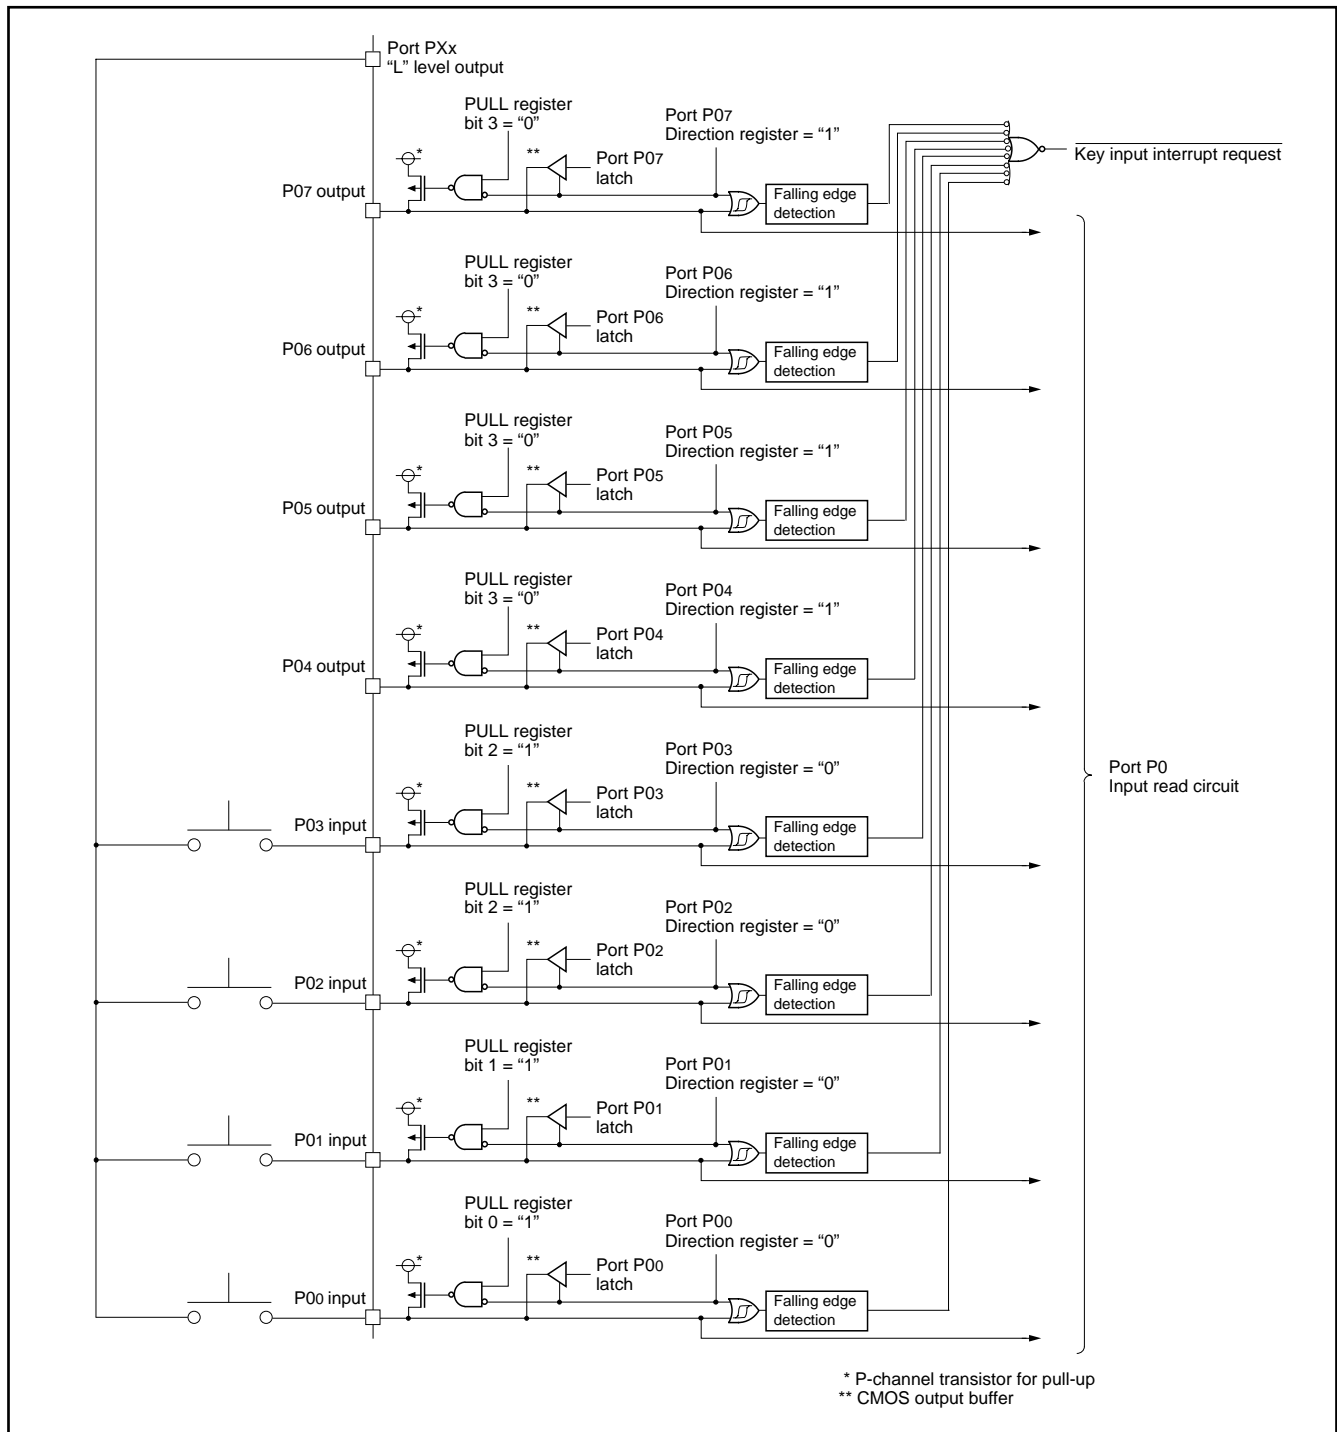 Port PXx
“L” level output
PULL register
bit 3 = “0”
Port P07
Direction register = “1”
*
**
Port P07
latch
P07 output
Falling edge
detection
Key input interrupt request
PULL register
bit 3 = “0”
Port P06
Direction register = “1”
*
**
Port P06
latch
P06 output
Falling edge
detection
PULL register
bit 3 = “0”
Port P05
Direction register = “1”
*
**
Port P05
latch
P05 output
Falling edge
detection
PULL register
bit 3 = “0”
Port P04
Direction register = “1”
*
**
Port P04
latch
P04 output
Falling edge
detection
PULL register
bit 2 = “1”
Port P03
Direction register = “0”
*
**
Port P03
latch
P03 input
Falling edge
detection
Port P0
Input read circuit
PULL register
bit 2 = “1”
Port P02
Direction register = “0”
*
**
Port P02
latch
P02 input
Falling edge
detection
PULL register
bit 1 = “1”
Port P01
Direction register = “0”
*
**
Port P01
latch
P01 input
Falling edge
detection
PULL register
bit 0 = “1”
Port P00
Direction register = “0”
*
**
Port P00
latch
P00 input
Falling edge
detection
* P-channel transistor for pull-up
** CMOS output buffer